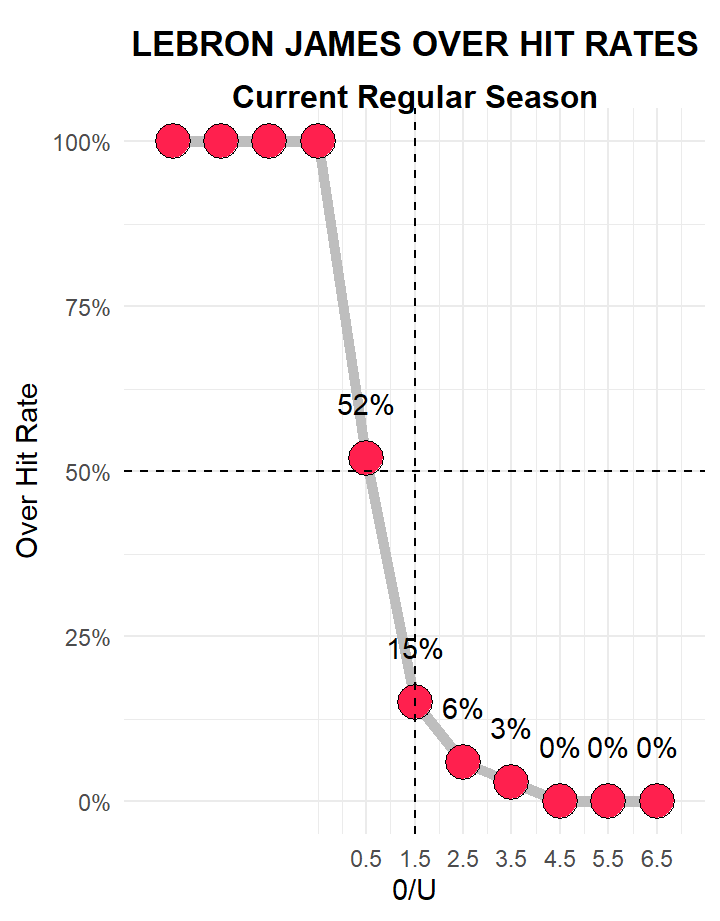 LEBRON JAMES OVER HIT RATES
Current Regular Season
100%
75%
50%
25%
0%
Over Hit Rate
52%
15%
6%
3%
0% 0% 0%
0.5 1.5 2.5 3.5 4.5 5.5 6.5
0/U